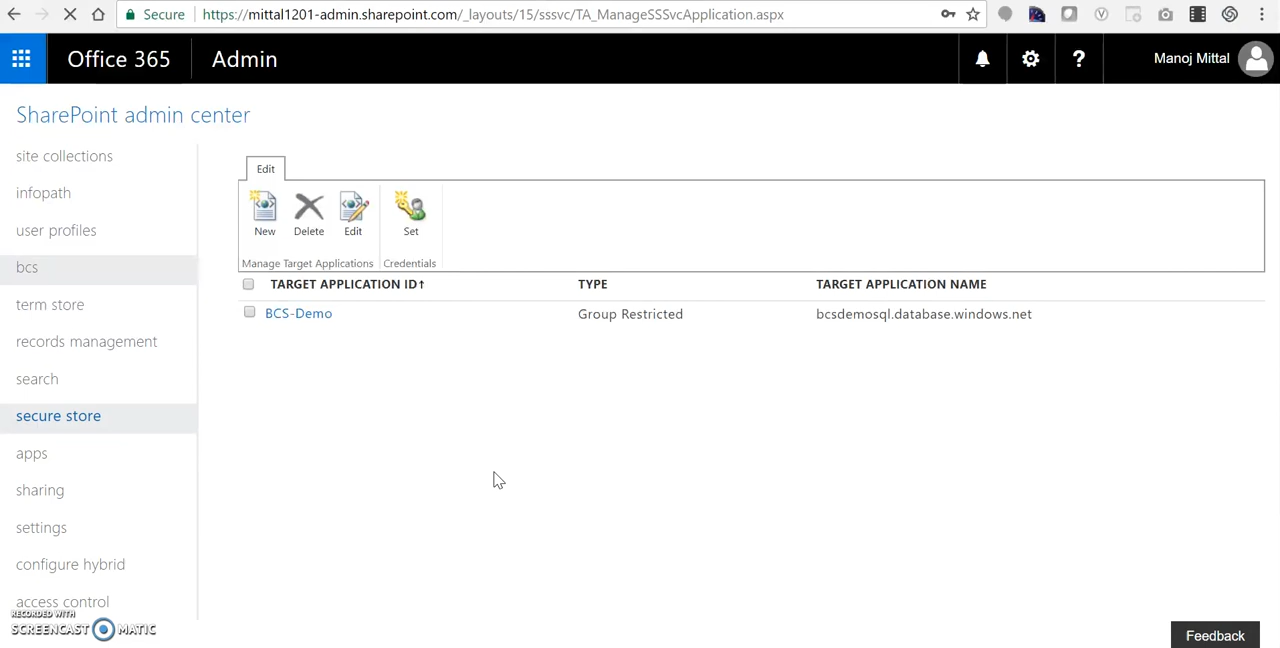 Secure https://mittal1201-admin.sharepoint.com/_layouts/15/sssvc/TA_ManageSSSvcApplication.aspx
Office 365 Admin ? Manoj Mittal
SharePoint admin center
site collections
infopath
user profiles
bcs
term store
records management
search
secure store
apps
sharing
settings
configure hybrid
access control
Edit
New Delete Edit Set
Manage Target Applications Credentials
TARGET APPLICATION ID↑ TYPE TARGET APPLICATION NAME
BCS-Demo Group Restricted bcsdemosql.database.windows.net
RECORDED WITH
SCREENCAST MATIC
Feedback